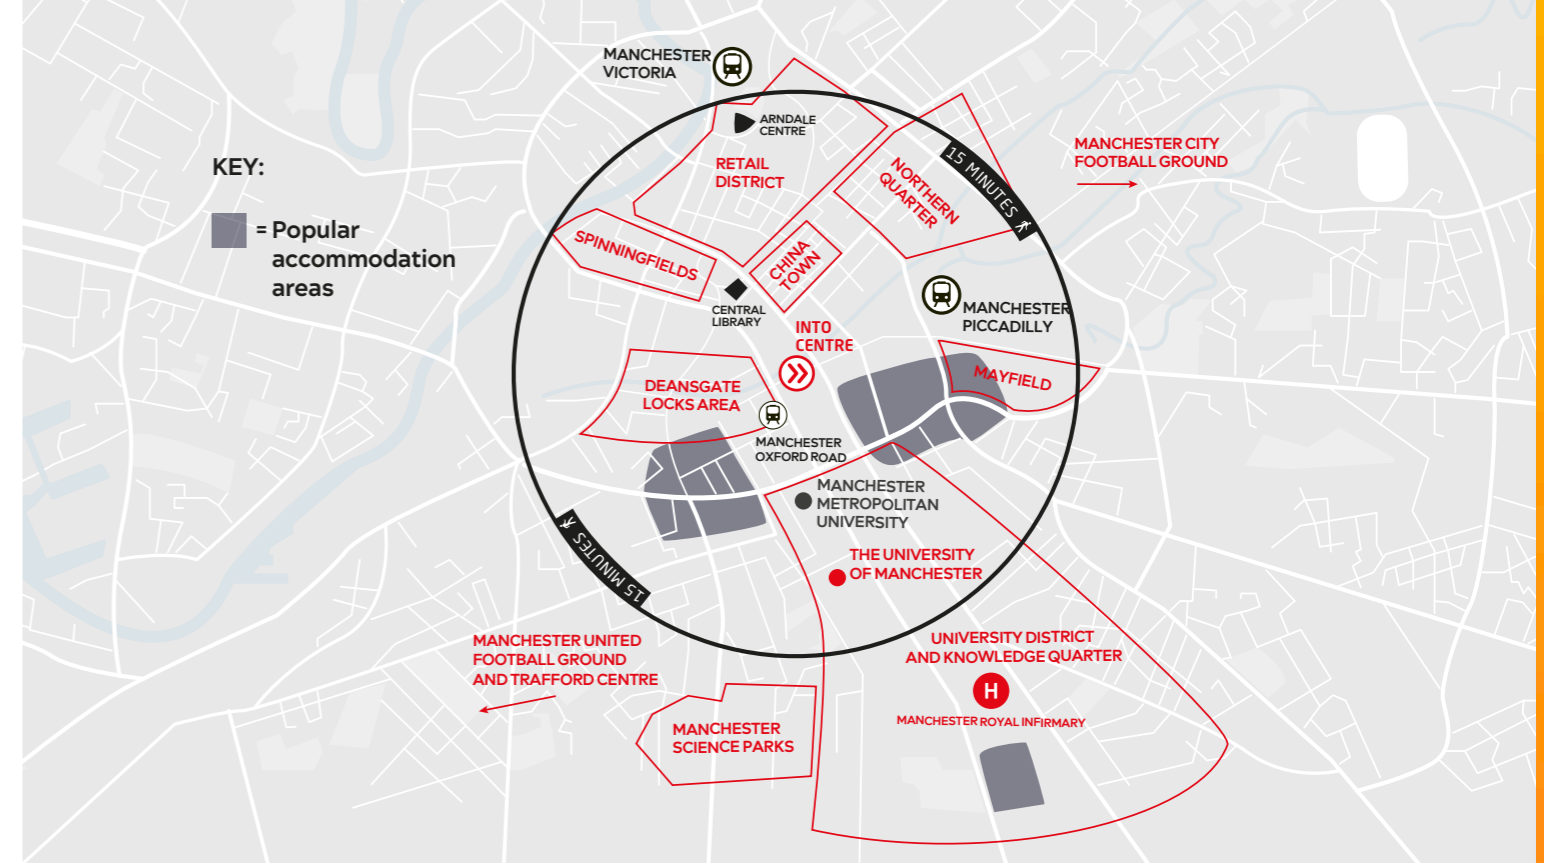 MANCHESTER
VICTORIA
ARNDALE
CENTRE
RETAIL
DISTRICT
NORTHERN
QUARTER
15 MINUTES
MANCHESTER CITY
FOOTBALL GROUND
KEY:
= Popular
accommodation
areas
SPINNINGFIELDS
CHINA
TOWN
CENTRAL
LIBRARY
MANCHESTER
PICCADILLY
INTO
CENTRE
MAYFIELD
DEANSGATE
LOCKS AREA
MANCHESTER
OXFORD ROAD
MANCHESTER
METROPOLITAN
UNIVERSITY
THE UNIVERSITY
OF MANCHESTER
15 MINUTES
MANCHESTER UNITED
FOOTBALL GROUND
AND TRAFFORD CENTRE
UNIVERSITY DISTRICT
AND KNOWLEDGE QUARTER
H
MANCHESTER ROYAL INFIRMARY
MANCHESTER
SCIENCE PARKS